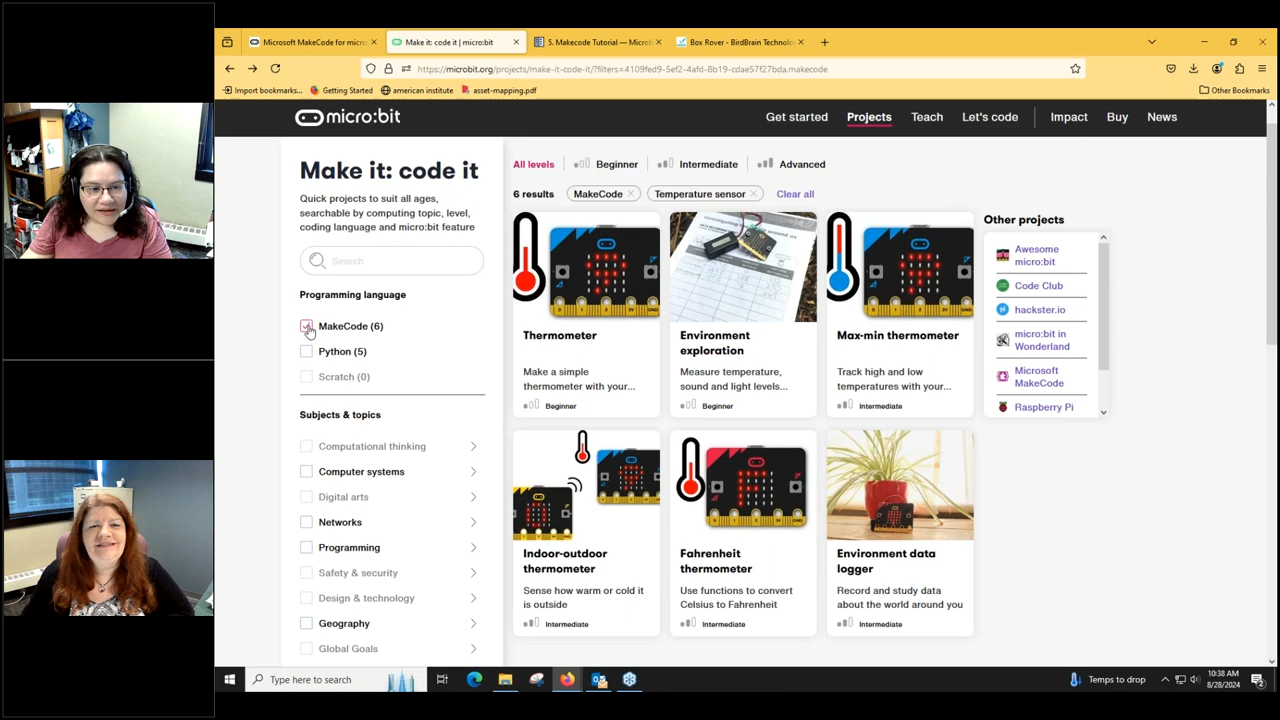 Microsoft MakeCode for micro:
Make it: code it | micro:bit
5. Makecode Tutorial — Microbi
Box Rover - BirdBrain Technolo
https://microbit.org/projects/make-it-code-it/?filters=4109fed9-5ef2-4afd-8b19-cdae57f27bda.makecode
Import bookmarks...
Getting Started
american institute
asset-mapping.pdf
Other Bookmarks
micro:bit
Get started
Projects
Teach
Let's code
Impact
Buy
News
Make it: code it
Quick projects to suit all ages,
searchable by computing topic, level,
coding language and micro:bit feature
Search
Programming language
MakeCode (6)
Python (5)
Scratch (0)
Subjects & topics
Computational thinking
Computer systems
Digital arts
Networks
Programming
Safety & security
Design & technology
Geography
Global Goals
All levels
Beginner
Intermediate
Advanced
6 results
MakeCode
Temperature sensor
Clear all
Thermometer
Make a simple
thermometer with your...
Beginner
Environment
exploration
Measure temperature,
sound and light levels...
Beginner
Max-min thermometer
Track high and low
temperatures with your...
Intermediate
Indoor-outdoor
thermometer
Sense how warm or cold it
is outside
Intermediate
Fahrenheit
thermometer
Use functions to convert
Celsius to Fahrenheit
Intermediate
Environment data
logger
Record and study data
about the world around you
Intermediate
Other projects
Awesome
micro:bit
Code Club
hackster.io
micro:bit in
Wonderland
Microsoft
MakeCode
Raspberry Pi
Type here to search
Temps to drop
10:38 AM
8/28/2024